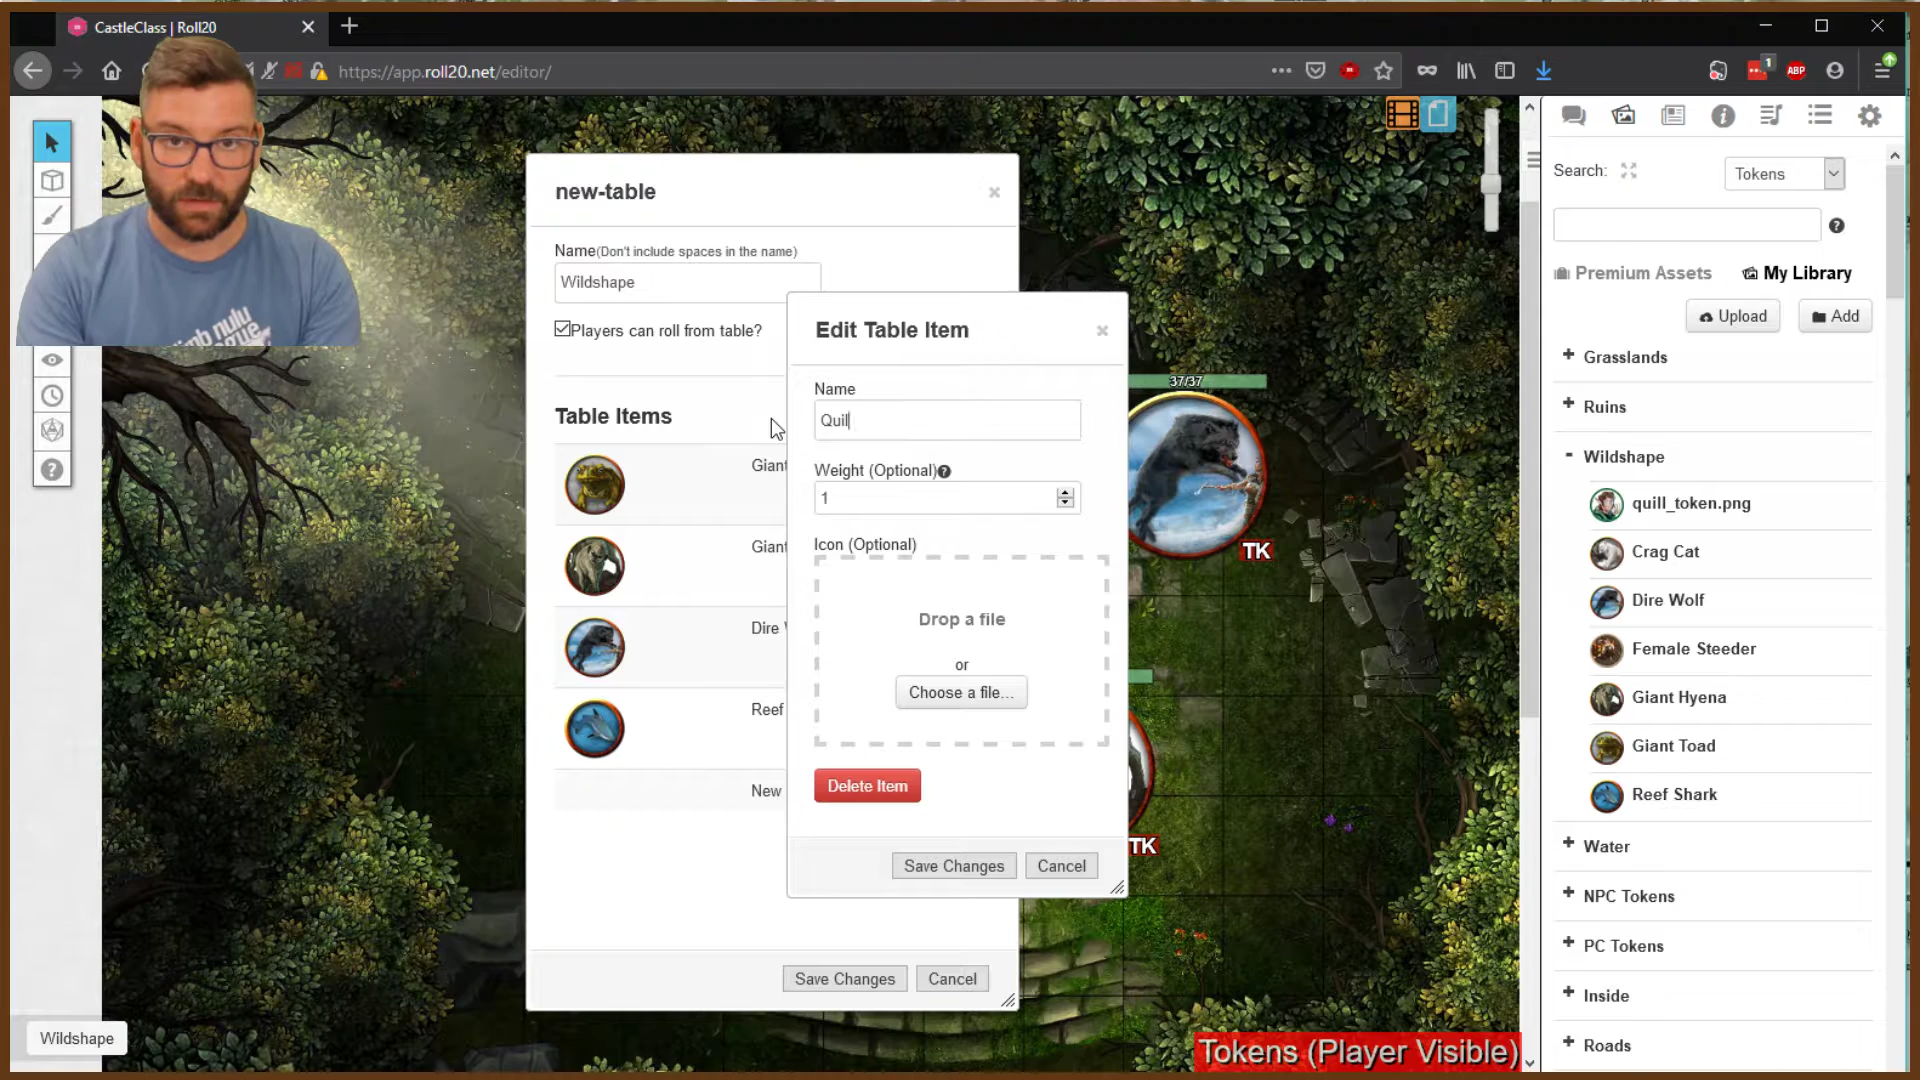 CastleClass | Roll20
https://app.roll20.net/editor/
1
ABP
new-table
Name(Don't include spaces in the name)
Wildshape
Players can roll from table?
Table Items
Giant
Giant
Dire
Reef
New
Save Changes
Cancel
Edit Table Item
Name
Quil
Weight (Optional)
1
Icon (Optional)
Drop a file
or
Choose a file...
Delete Item
Save Changes
Cancel
37/37
TK
TK
Search:
Tokens
Premium Assets
My Library
Upload
Add
Grasslands
Ruins
Wildshape
quill_token.png
Crag Cat
Dire Wolf
Female Steeder
Giant Hyena
Giant Toad
Reef Shark
Water
NPC Tokens
PC Tokens
Inside
Roads
Wildshape
Tokens (Player Visible)